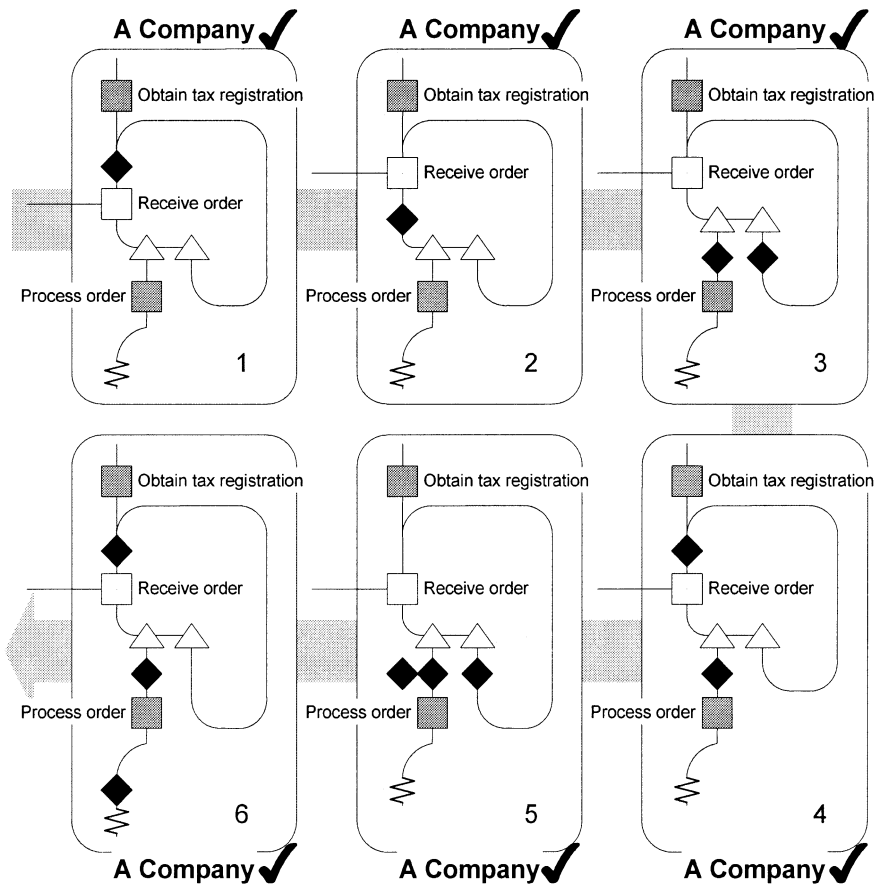 A Company
A Company
A Company
Obtain tax registration
Receive order
Process order
1
Obtain tax registration
Receive order
Process order
2
Obtain tax registration
Receive order
Process order
3
Obtain tax registration
Receive order
Process order
6
Obtain tax registration
Receive order
Process order
5
Obtain tax registration
Receive order
Process order
4
A Company
A Company
A Company